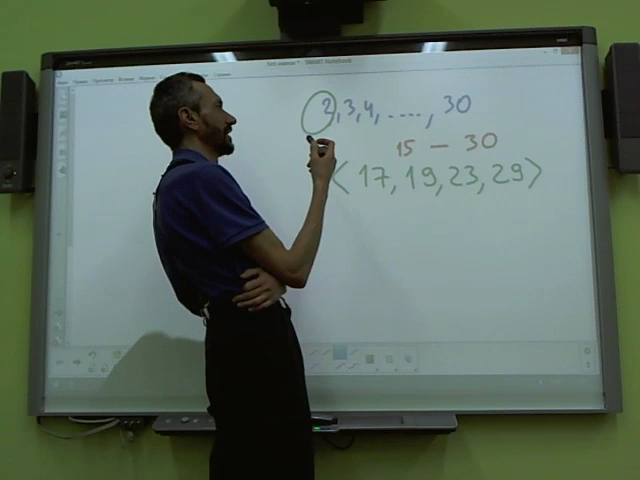 2, 3, 4, ...., 30
15 – 30
< 17, 19, 23, 29 >